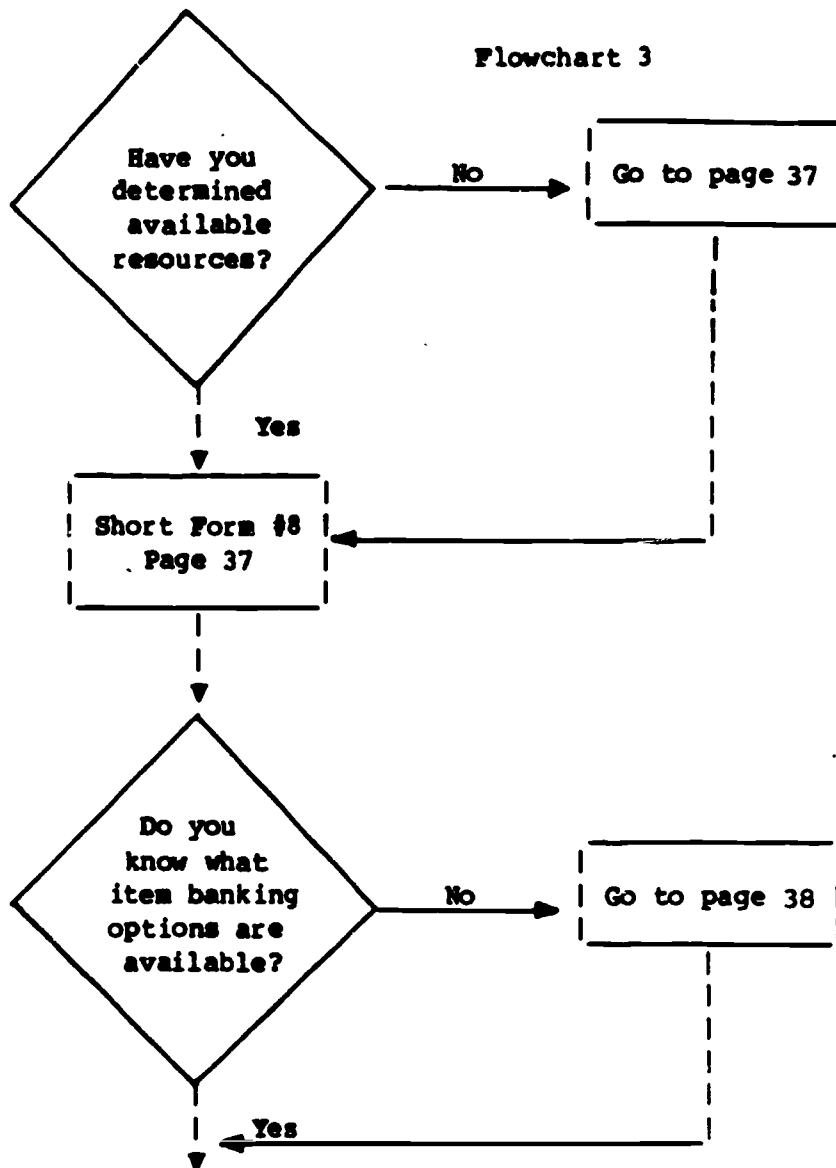 Flowchart 3
Have you
determined
available
resources?
No
Go to page 37
Yes
Short Form #8
Page 37
Do you
know what
item banking
options are
available?
No
Go to page 38
Yes